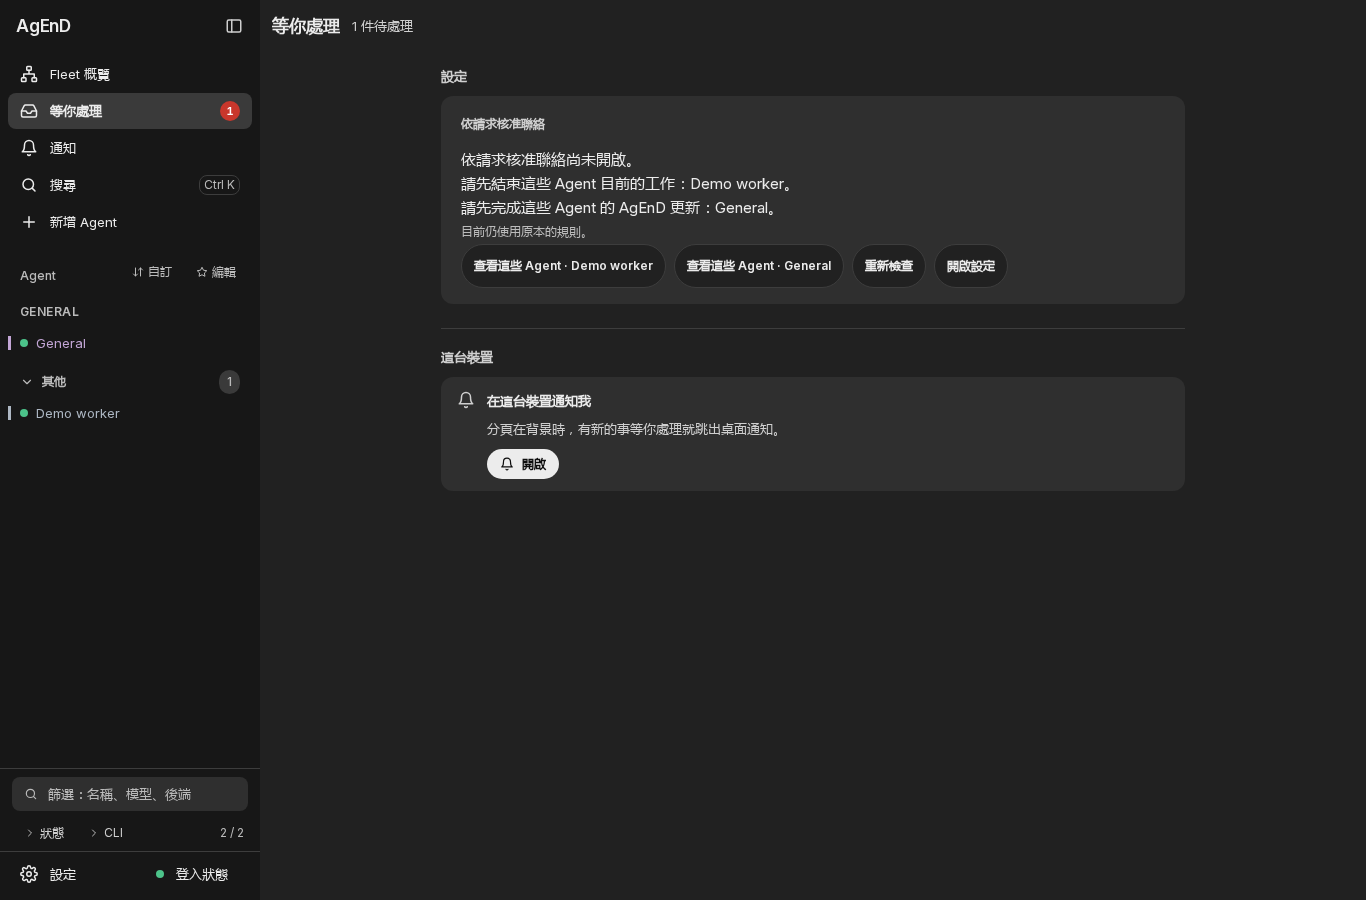 AgEnD
Fleet 概覽
等你處理 1
通知
搜尋 Ctrl K
新增 Agent
Agent 自訂 編輯
GENERAL
General
其他 1
Demo worker
篩選：名稱、模型、後端
狀態 CLI 2 / 2
設定 登入狀態
等你處理 1 件待處理
設定
依請求核准聯絡
依請求核准聯絡尚未開啟。
請先結束這些 Agent 目前的工作：Demo worker。
請先完成這些 Agent 的 AgEnD 更新：General。
目前仍使用原本的規則。
查看這些 Agent · Demo worker 查看這些 Agent · General 重新檢查 開啟設定
這台裝置
在這台裝置通知我
分頁在背景時，有新的事等你處理就跳出桌面通知。
開啟